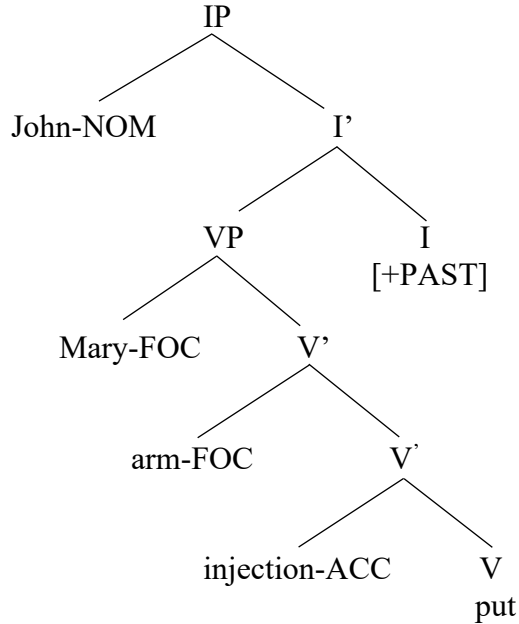 IP
John-NOM I’
VP I
[+PAST]
Mary-FOC V’
arm-FOC V’
injection-ACC V
put